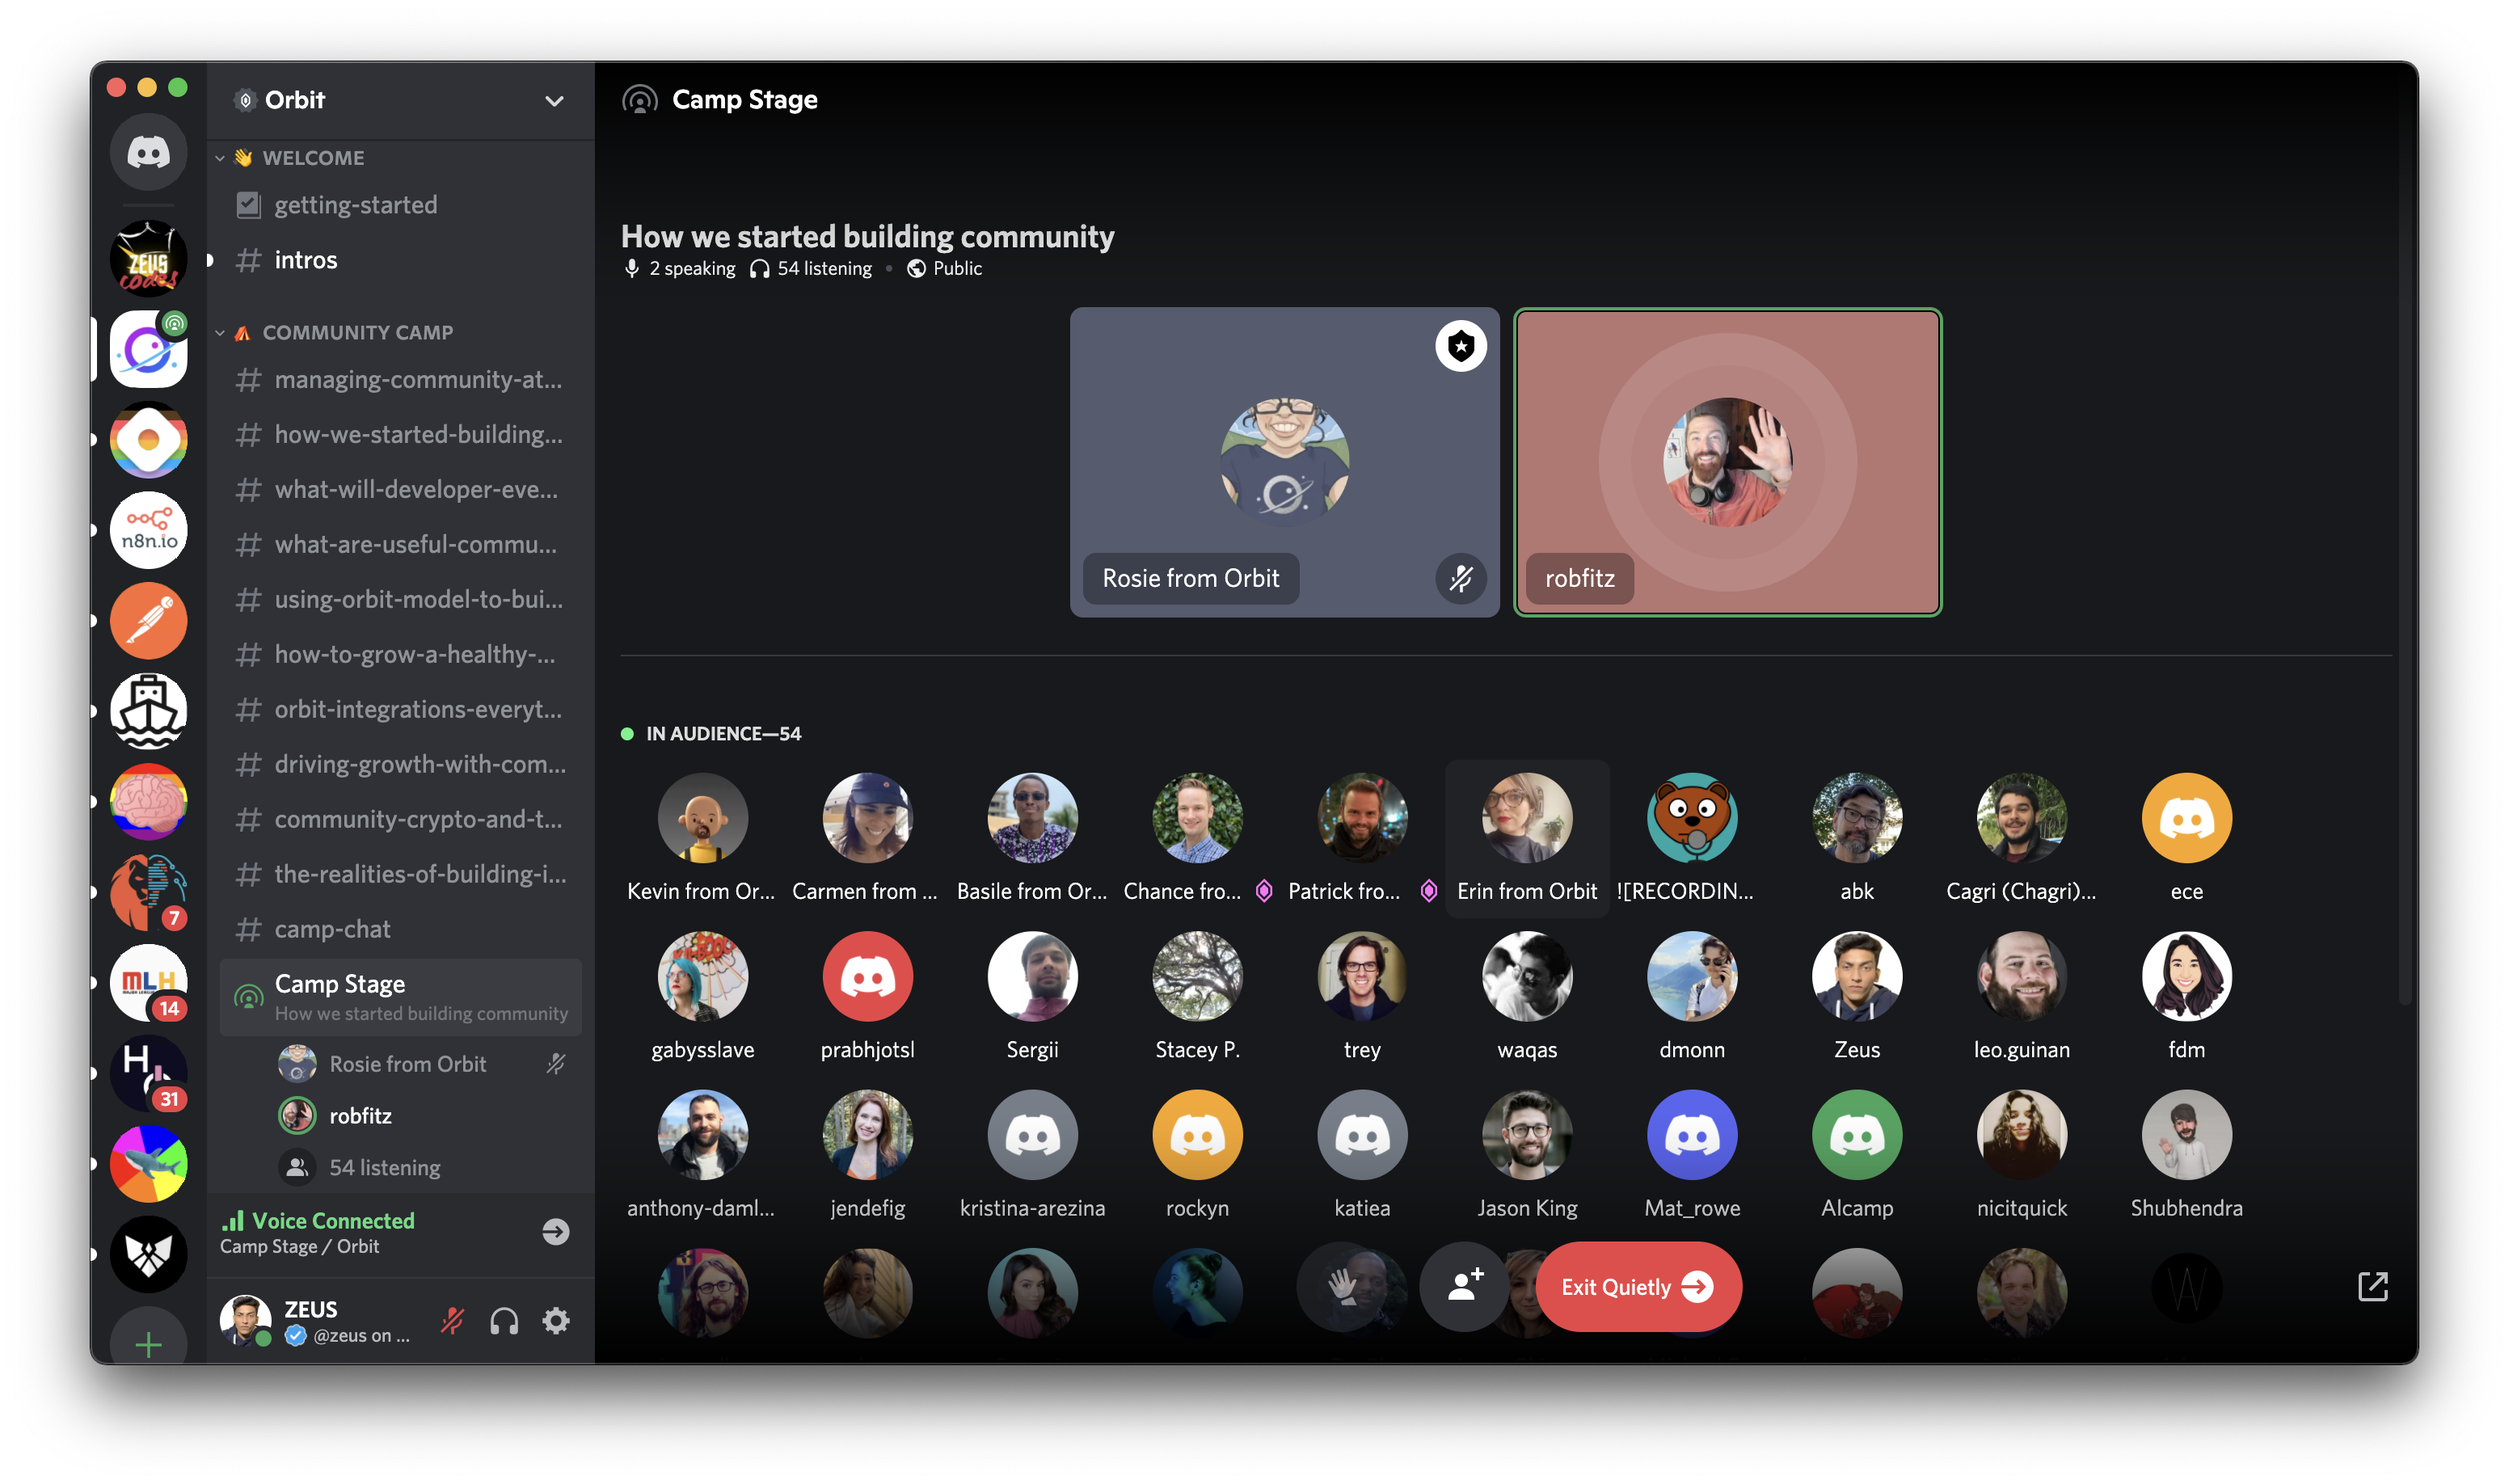 Orbit
👋 WELCOME
getting-started
intros
COMMUNITY CAMP
managing-community-at...
how-we-started-building...
what-will-developer-eve...
what-are-useful-commu...
using-orbit-model-to-bui...
how-to-grow-a-healthy-...
orbit-integrations-everyt...
driving-growth-with-com...
community-crypto-and-t...
the-realities-of-building-i...
camp-chat
Camp Stage
How we started building community
Rosie from Orbit
robfitz
54 listening
Voice Connected
Camp Stage / Orbit
ZEUS
@zeus on ...
ZEUS
codes
n8n.io
7
MLH
14
H
31
Camp Stage
How we started building community
2 speaking 54 listening • Public
Rosie from Orbit
robfitz
IN AUDIENCE—54
Kevin from Or... Carmen from ... Basile from Or... Chance fro... Patrick fro... Erin from Orbit ![RECORDIN... abk Cagri (Chagri)... ece
gabysslave prabhjotsl Sergii Stacey P. trey waqas dmonn Zeus leo.guinan fdm
anthony-daml... jendefig kristina-arezina rockyn katiea Jason King Mat_rowe Alcamp nicitquick Shubhendra
Exit Quietly